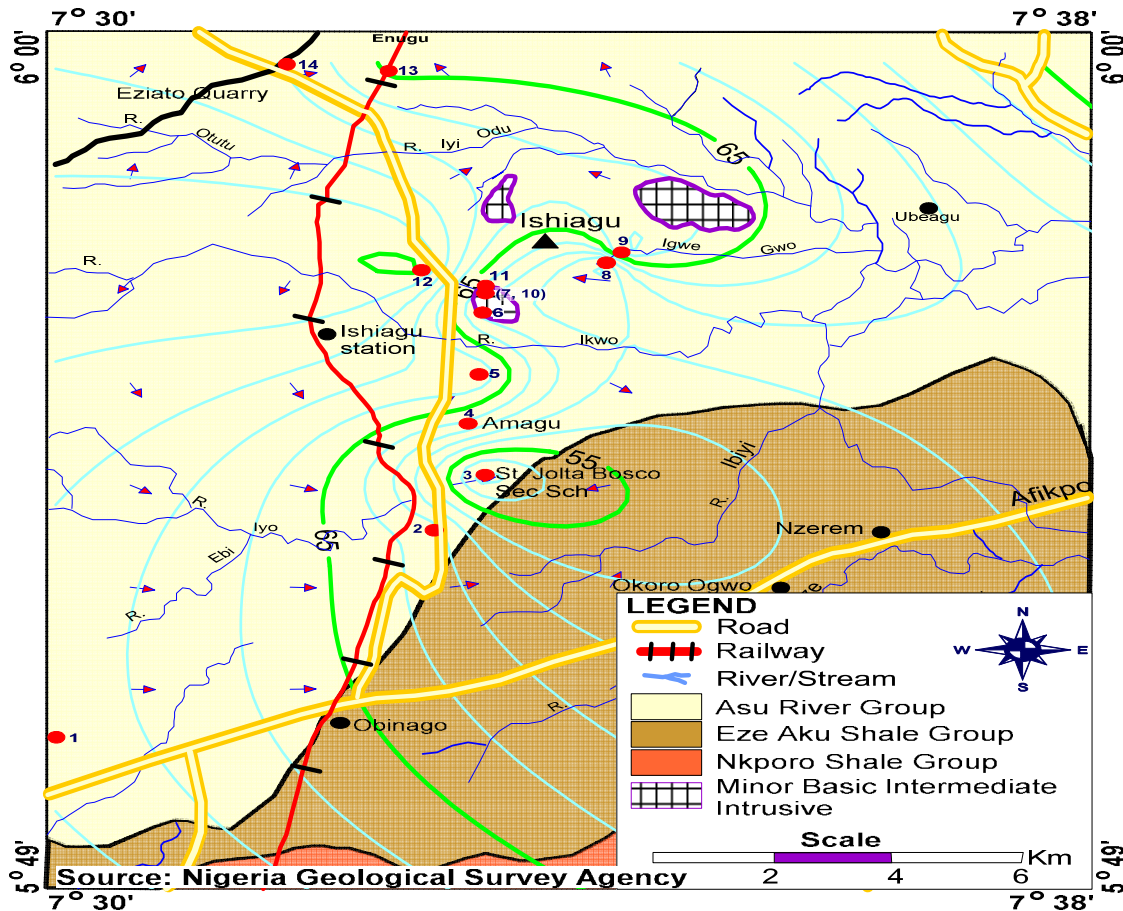 7° 30'
7° 38'
6° 00'
6° 00'
Enugu
14
13
Eziato Quarry
R.
Otutu
R.
Iyi
Odu
65
Ishiagu
Ubeagu
9
Igwe
Gwo
8
R.
12
11
65
(7, 10)
6
Ishiagu
station
R.
Ikwo
5
4
Amagu
55
3
St. Jolta Bosco
Sec Sch
Ibiyi
R.
Afikpo
R.
Iyo
65
2
Ebi
Nzerem
R.
Okoro Ogwo
1
Obinago
R.
LEGEND
Road
Railway
River/Stream
Asu River Group
Eze Aku Shale Group
Nkporo Shale Group
Minor Basic Intermediate
Intrusive
N
W
E
S
Scale
Km
2
4
6
Source: Nigeria Geological Survey Agency
5° 49'
5° 49'
7° 30'
7° 38'